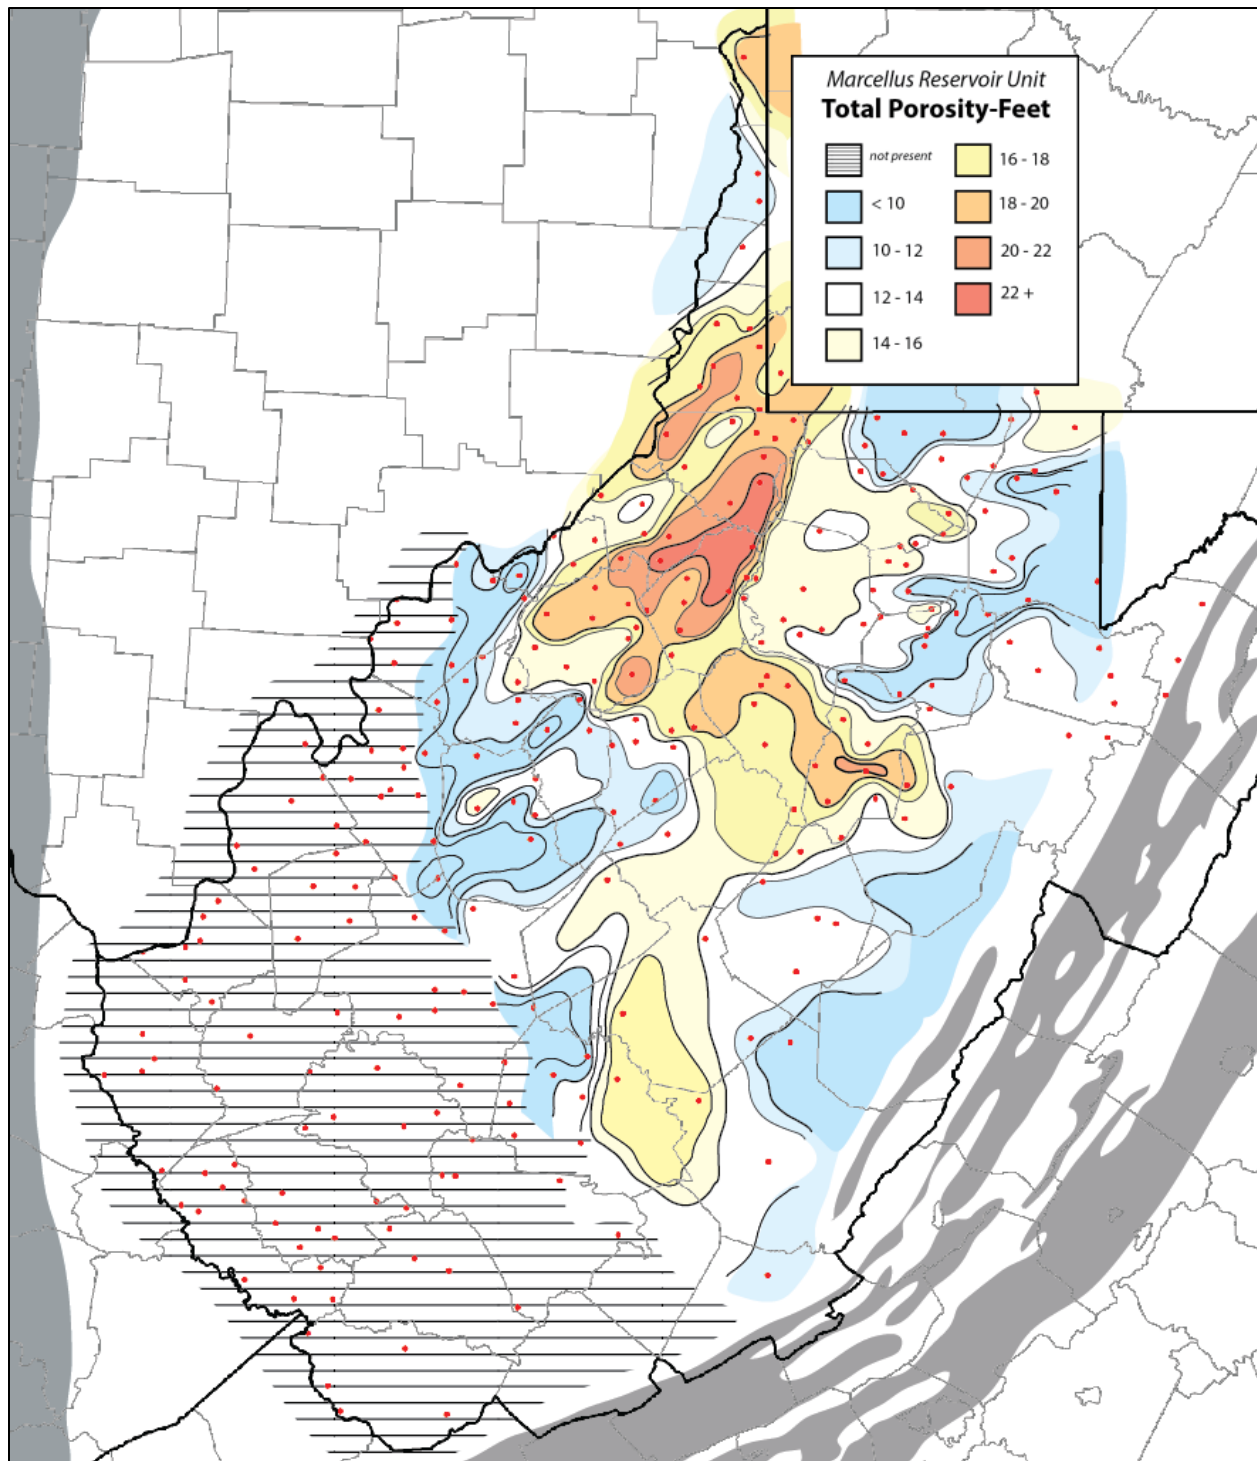 Marcellus Reservoir Unit
Total Porosity-Feet
not present
< 10
10 - 12
12 - 14
14 - 16
16 - 18
18 - 20
20 - 22
22 +